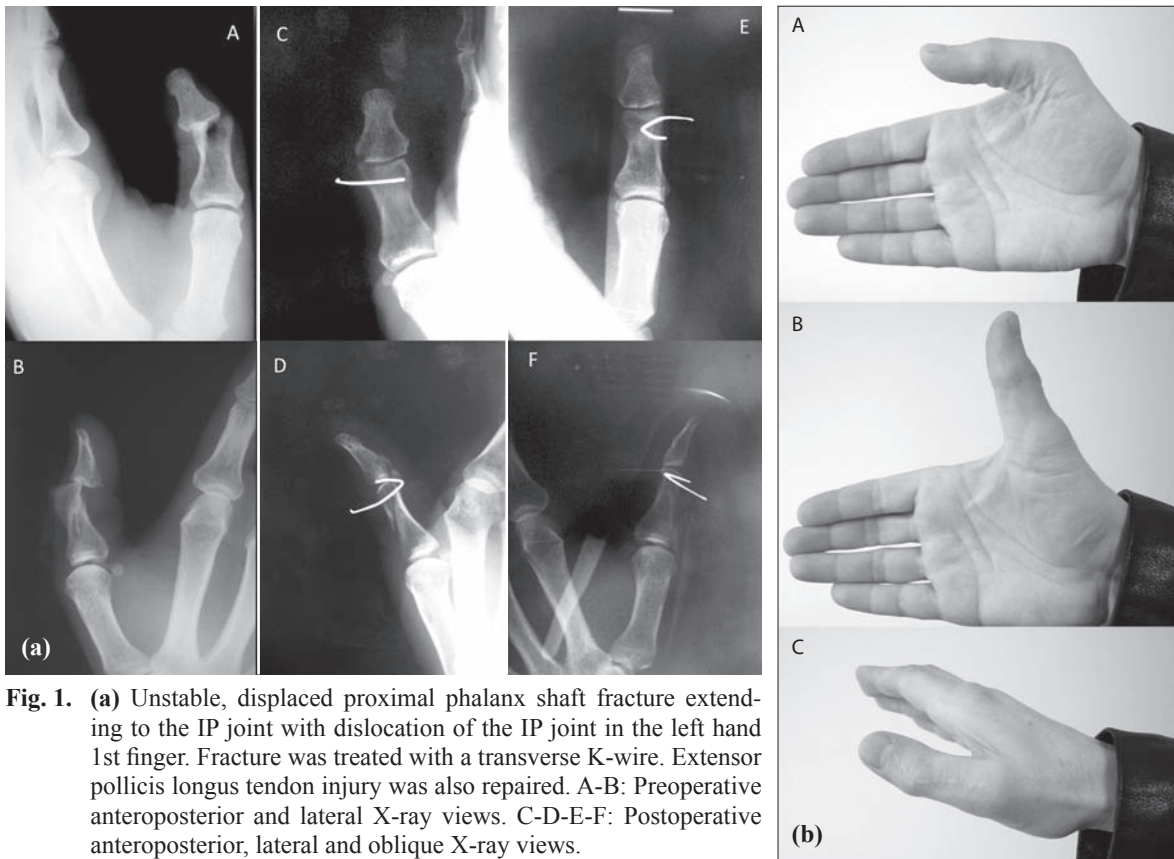 A
C
E
B
D
F
(a)
A
B
C
(b)
Fig. 1. (a) Unstable, displaced proximal phalanx shaft fracture extend-
ing to the IP joint with dislocation of the IP joint in the left hand
1st finger. Fracture was treated with a transverse K-wire. Extensor
pollicis longus tendon injury was also repaired. A-B: Preoperative
anteroposterior and lateral X-ray views. C-D-E-F: Postoperative
anteroposterior, lateral and oblique X-ray views.